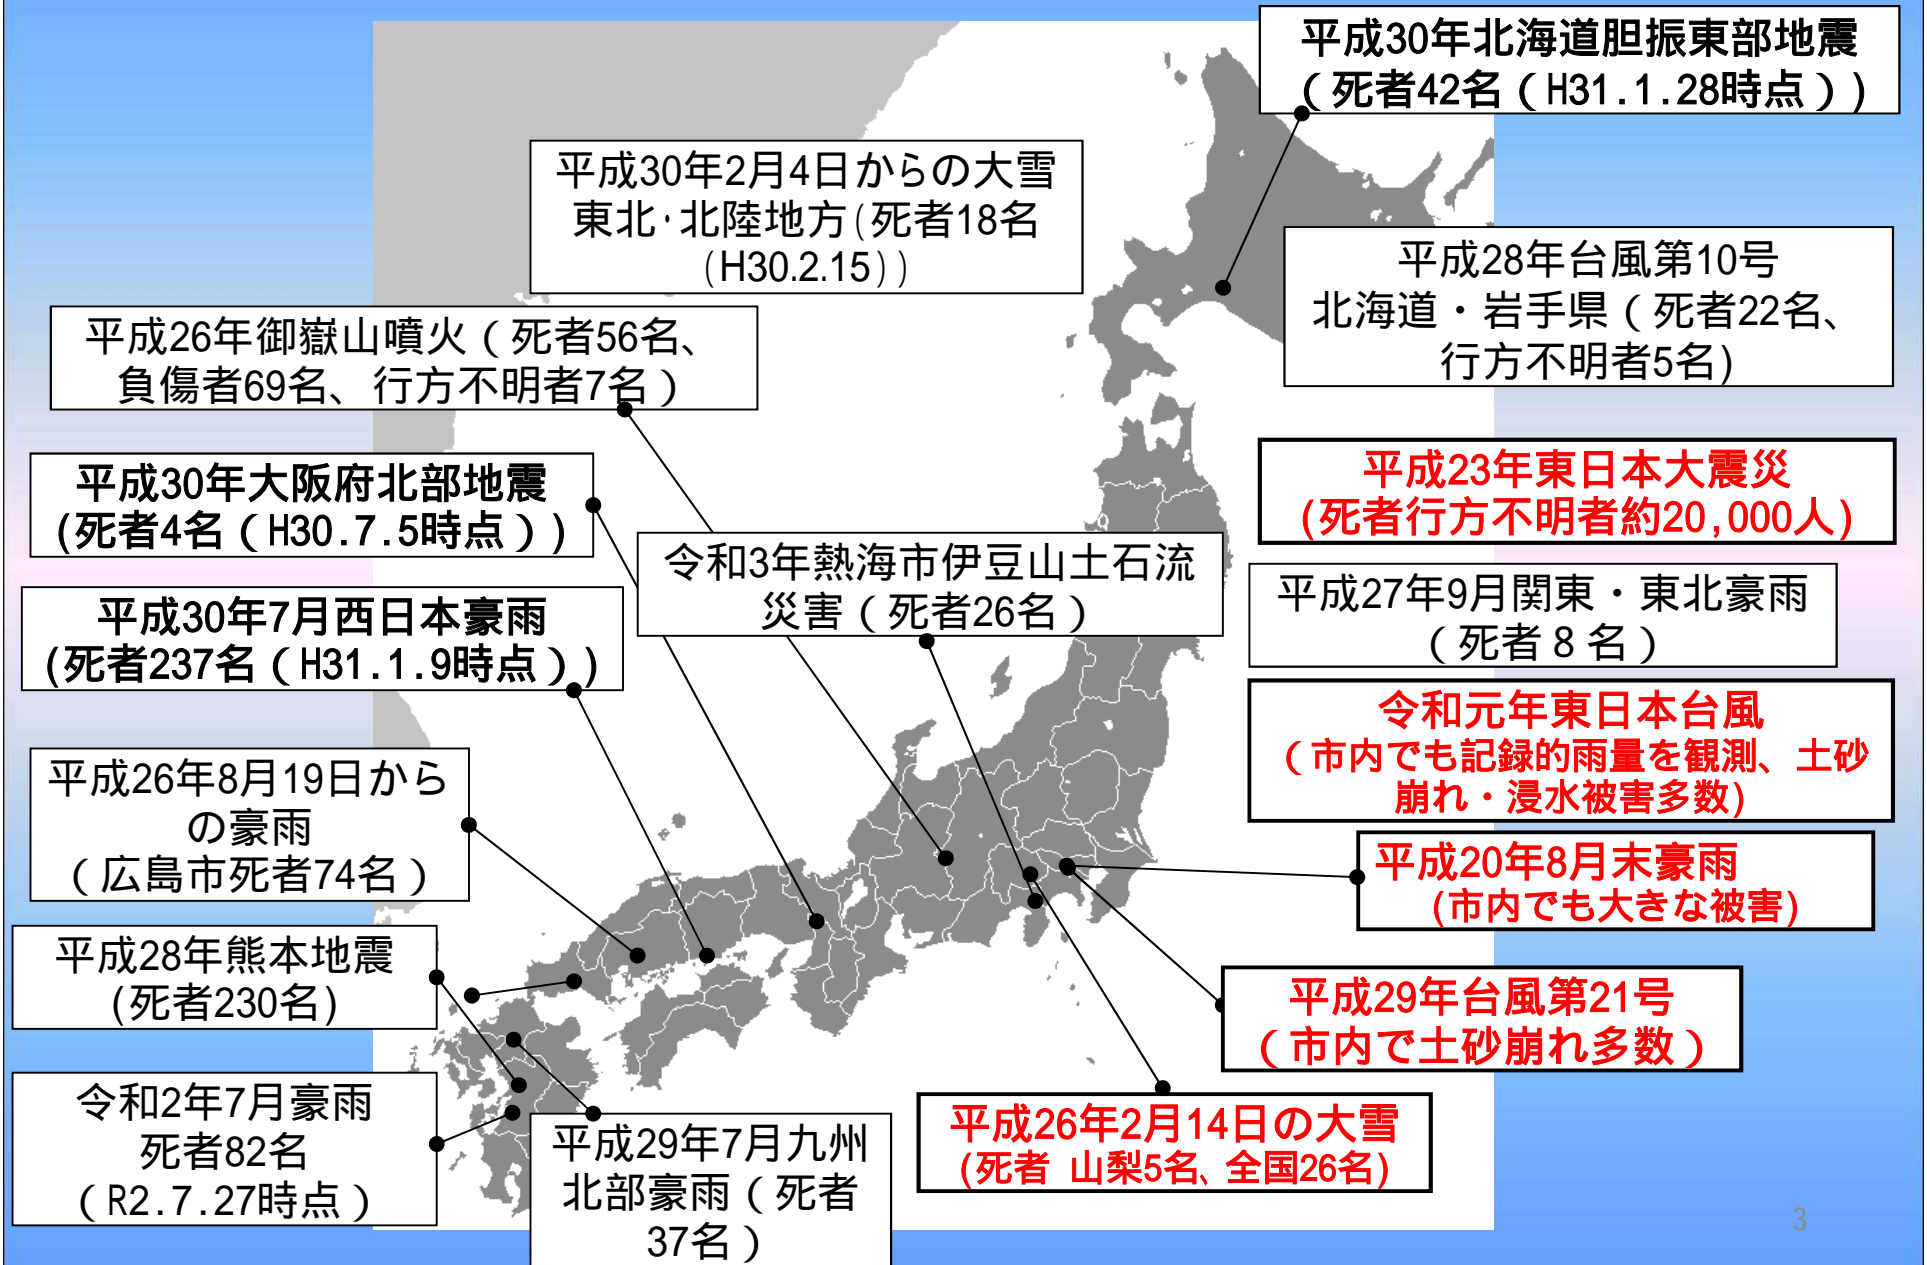 平成30年北海道胆振東部地震
（死者42名（H31.1.28時点））
平成30年2月4日からの大雪
東北・北陸地方(死者18名
(H30.2.15))
平成28年台風第10号
北海道・岩手県（死者22名、
行方不明者5名)
平成26年御嶽山噴火（死者56名、
負傷者69名、行方不明者7名）
平成23年東日本大震災
(死者行方不明者約20,000人)
平成30年大阪府北部地震
(死者4名（H30.7.5時点）)
令和3年熱海市伊豆山土石流
災害（死者26名）
平成27年9月関東・東北豪雨
（死者８名）
平成30年7月西日本豪雨
(死者237名（H31.1.9時点）)
令和元年東日本台風
（市内でも記録的雨量を観測、土砂
崩れ・浸水被害多数)
平成26年8月19日から
の豪雨
（広島市死者74名）
平成20年8月末豪雨
(市内でも大きな被害)
平成28年熊本地震
(死者230名)
平成29年台風第21号
（市内で土砂崩れ多数）
令和2年7月豪雨
死者82名
（R2.7.27時点）
平成29年7月九州
北部豪雨（死者
37名）
平成26年2月14日の大雪
(死者 山梨5名、全国26名)
3